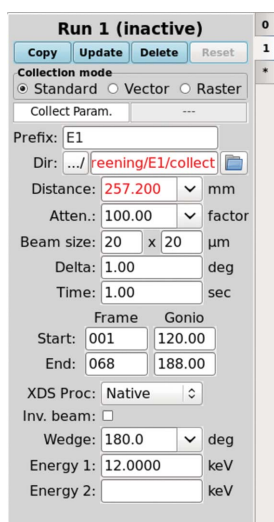 Run 1 (inactive)
0
Copy Update Delete Reset
1
Collection mode
*
Standard Vector Raster
Collect Param. ---
Prefix: E1
Dir: .../ reening/E1/collect
Distance: 257.200 mm
Atten.: 100.00 factor
Beam size: 20 x 20 µm
Delta: 1.00 deg
Time: 1.00 sec
Frame Gonio
Start: 001 120.00
End: 068 188.00
XDS Proc: Native
Inv. beam:
Wedge: 180.0 deg
Energy 1: 12.0000 keV
Energy 2: keV